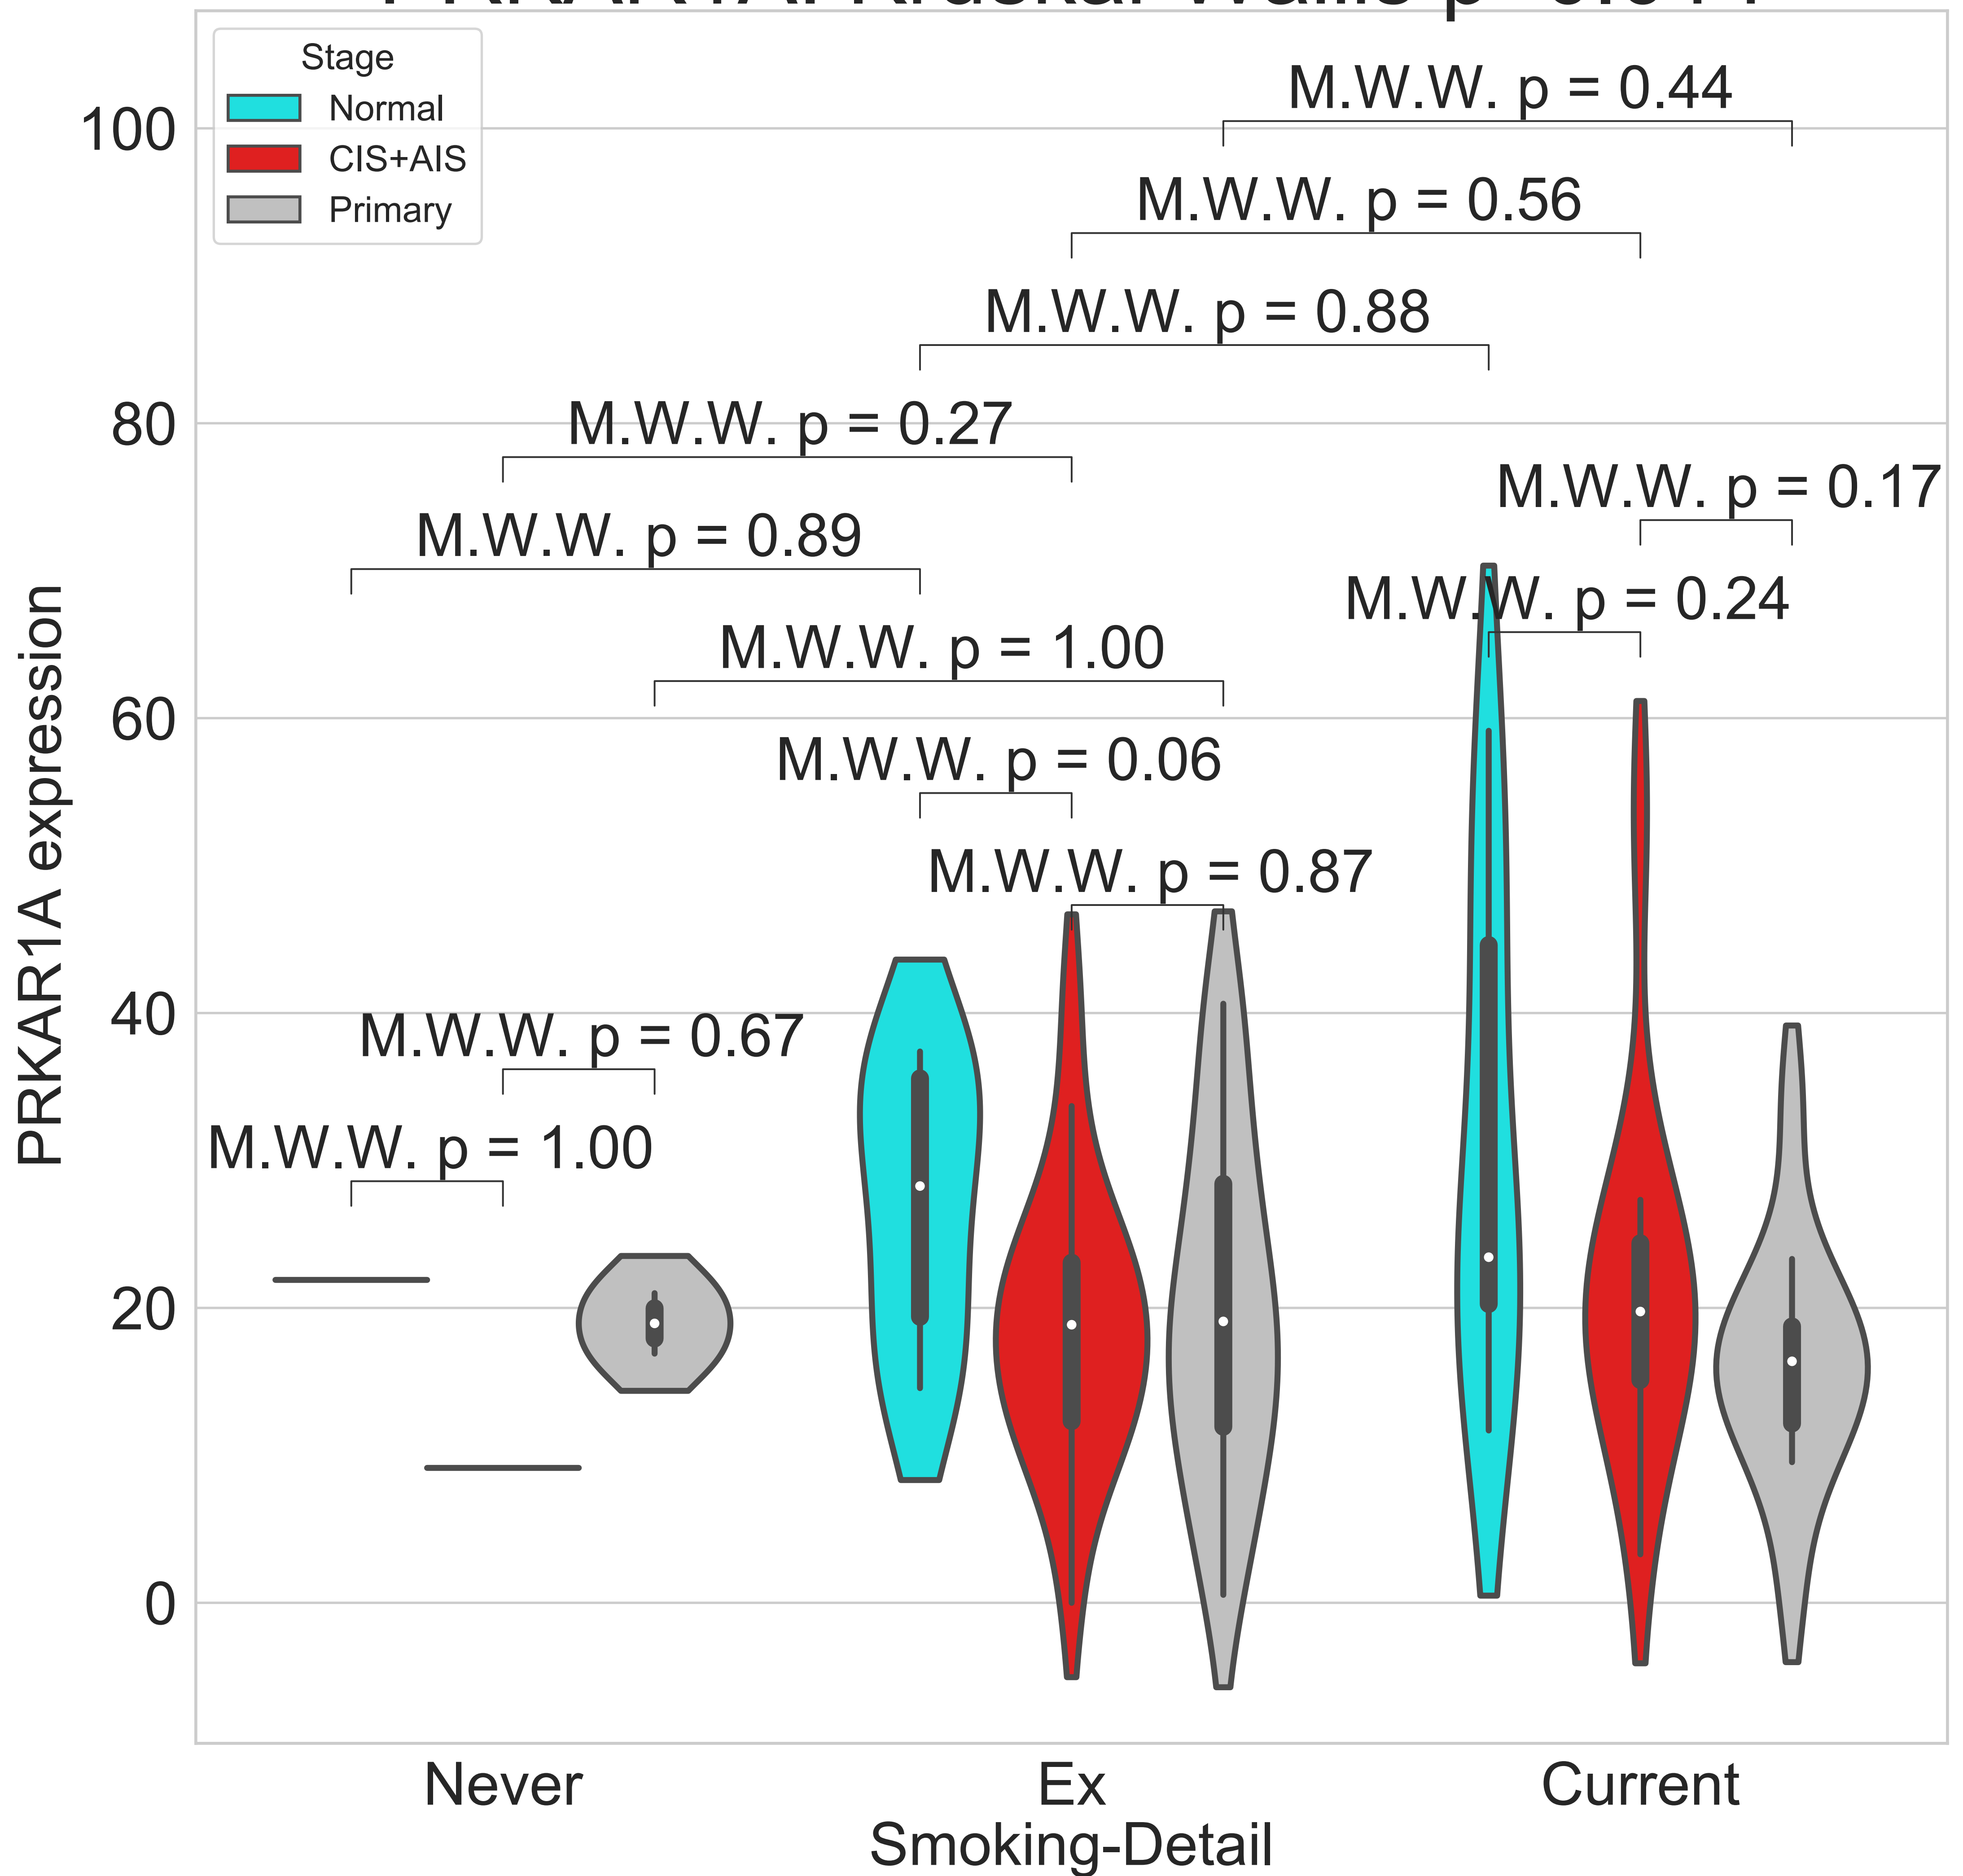 Stage
Normal
CIS+AIS
Primary
M.W.W. p = 0.44
M.W.W. p = 0.56
M.W.W. p = 0.88
M.W.W. p = 0.27
M.W.W. p = 0.17
M.W.W. p = 0.89
M.W.W. p = 0.24
M.W.W. p = 1.00
M.W.W. p = 0.06
M.W.W. p = 0.87
M.W.W. p = 0.67
M.W.W. p = 1.00
100
80
60
40
20
0
PRKAR1A expression
Never
Ex
Current
Smoking-Detail